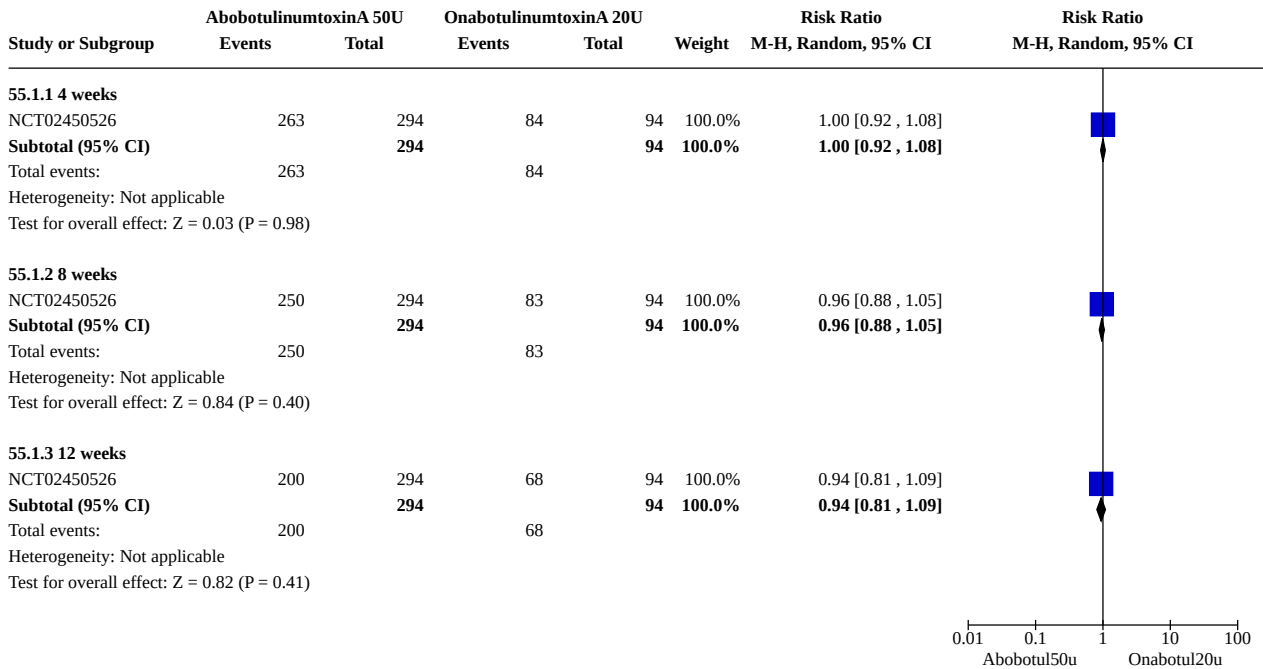 AbobotulinumtoxinA 50U OnabotulinumtoxinA 20U Risk Ratio Risk Ratio
Study or Subgroup Events Total Events Total Weight M-H, Random, 95% CI M-H, Random, 95% CI
55.1.1 4 weeks
NCT02450526 263 294 84 94 100.0% 1.00 [0.92 , 1.08]
Subtotal (95% CI) 294 94 100.0% 1.00 [0.92 , 1.08]
Total events: 263 84
Heterogeneity: Not applicable
Test for overall effect: Z = 0.03 (P = 0.98)
55.1.2 8 weeks
NCT02450526 250 294 83 94 100.0% 0.96 [0.88 , 1.05]
Subtotal (95% CI) 294 94 100.0% 0.96 [0.88 , 1.05]
Total events: 250 83
Heterogeneity: Not applicable
Test for overall effect: Z = 0.84 (P = 0.40)
55.1.3 12 weeks
NCT02450526 200 294 68 94 100.0% 0.94 [0.81 , 1.09]
Subtotal (95% CI) 294 94 100.0% 0.94 [0.81 , 1.09]
Total events: 200 68
Heterogeneity: Not applicable
Test for overall effect: Z = 0.82 (P = 0.41)
0.01 0.1 1 10 100
Abobotul50u Onabotul20u